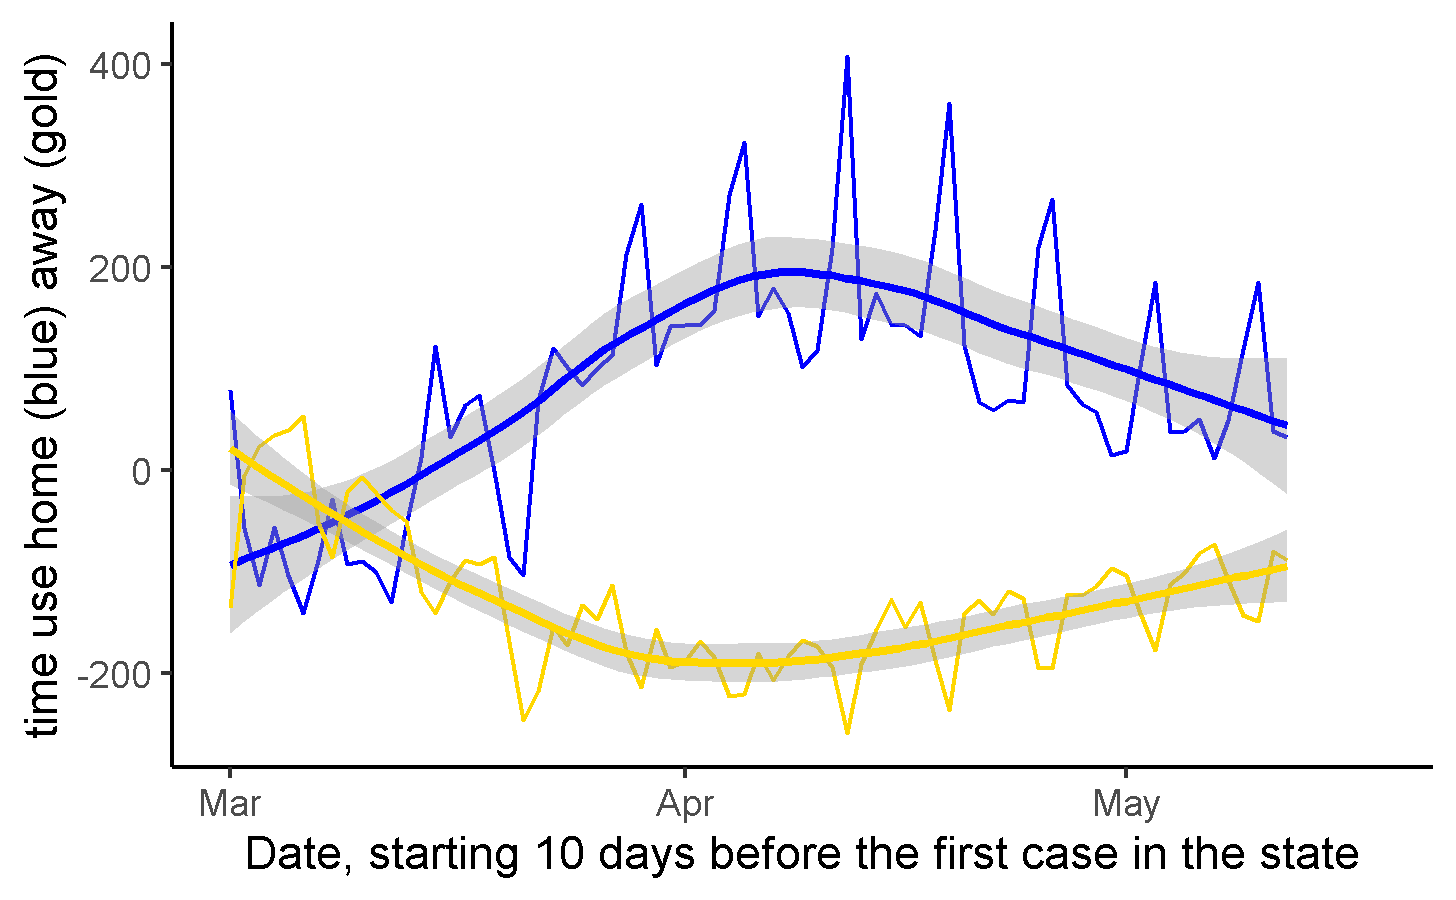 time use home (blue) away (gold)
400
200
0
-200
Mar
Apr
May
Date, starting 10 days before the first case in the state